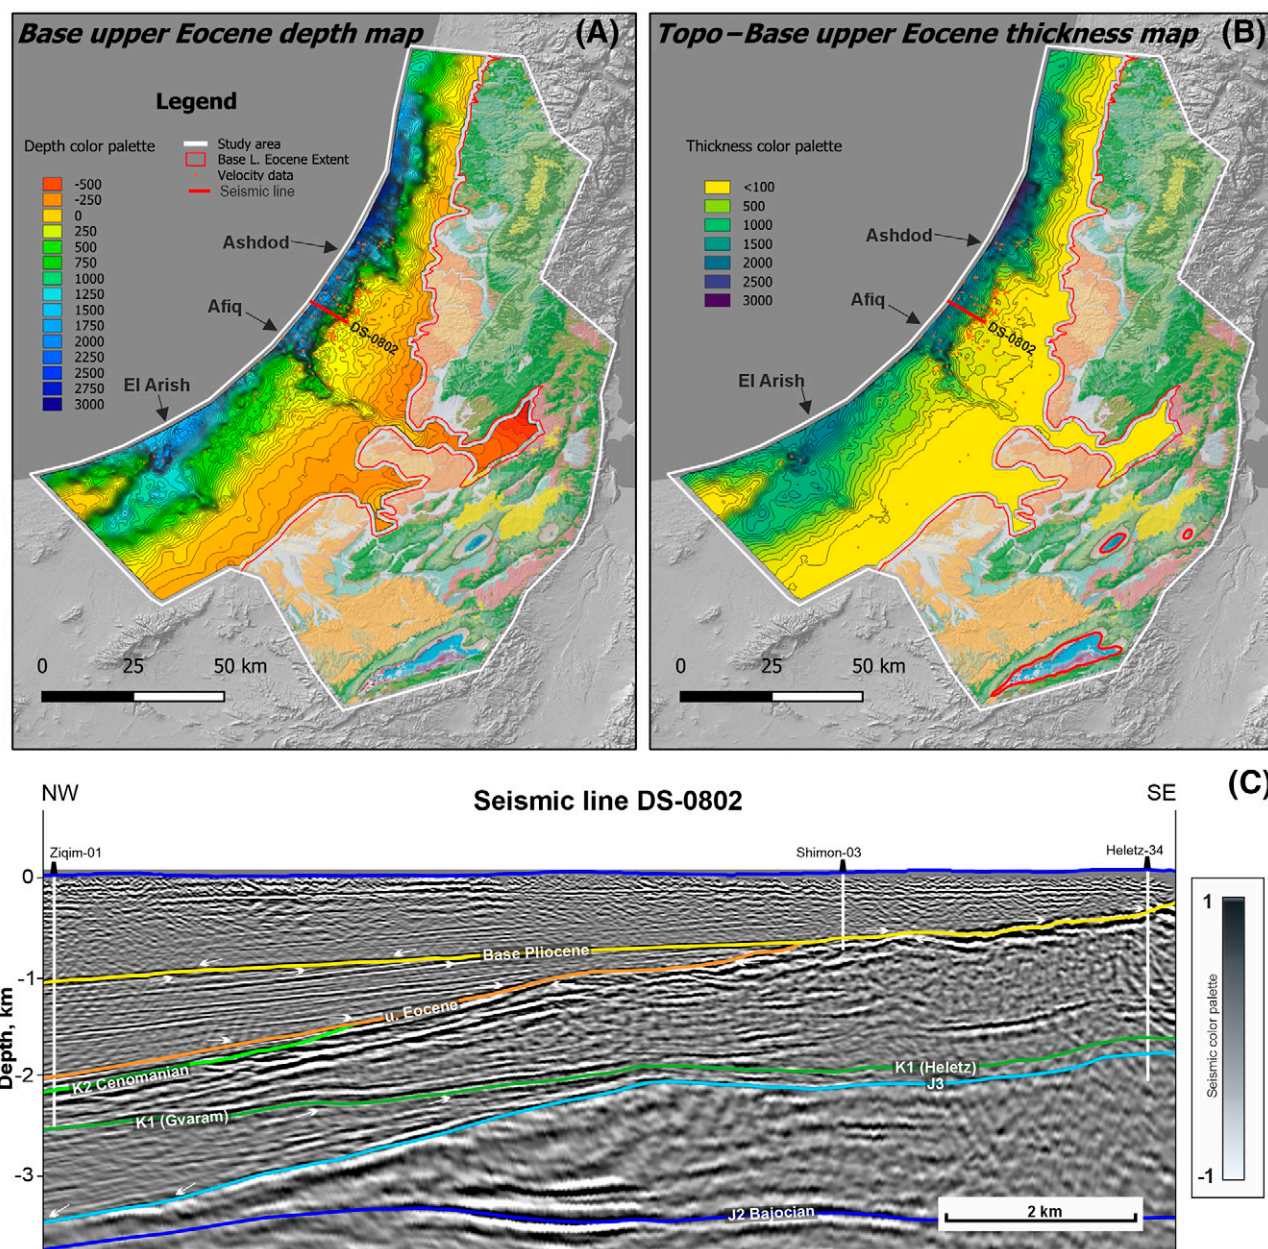 Base upper Eocene depth map (A)
Legend
Depth color palette
-500
-250
0
250
500
750
1000
1250
1500
1750
2000
2250
2500
2750
3000
Study area
Base L. Eocene Extent
Velocity data
Seismic line
Ashdod
Afiq
DS-0802
El Arish
0 25 50 km
Topo-Base upper Eocene thickness map (B)
Thickness color palette
<100
500
1000
1500
2000
2500
3000
Ashdod
Afiq
DS-0802
El Arish
0 25 50 km
(C)
NW Seismic line DS-0802 SE
Ziqim-01 Shimon-03 Heletz-34
Depth, km
0
-1
-2
-3
Base Pliocene
u. Eocene
K2 Cenomanian
K1 (Gvaram)
K1 (Heletz)
J3
J2 Bajocian
2 km
1
Seismic color palette
-1